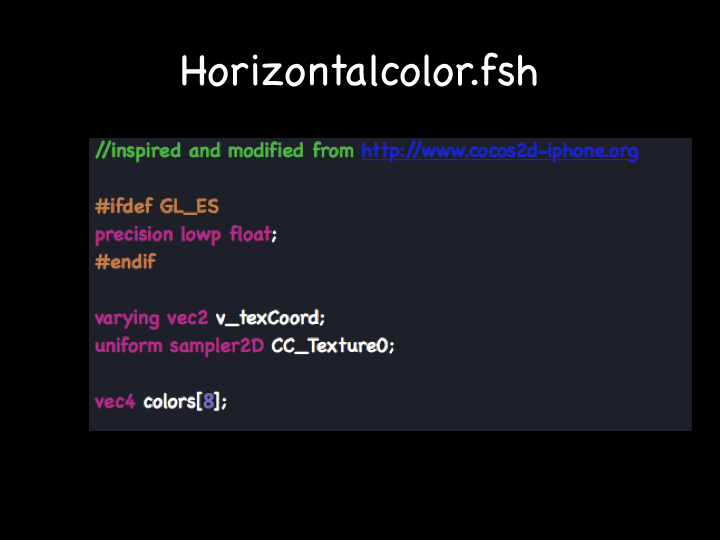 Horizontalcolor.fsh
//inspired and modified from http://www.cocos2d-iphone.org
#ifdef GL_ES
precision lowp float;
#endif
varying vec2 v_texCoord;
uniform sampler2D CC_Texture0;
vec4 colors[8];